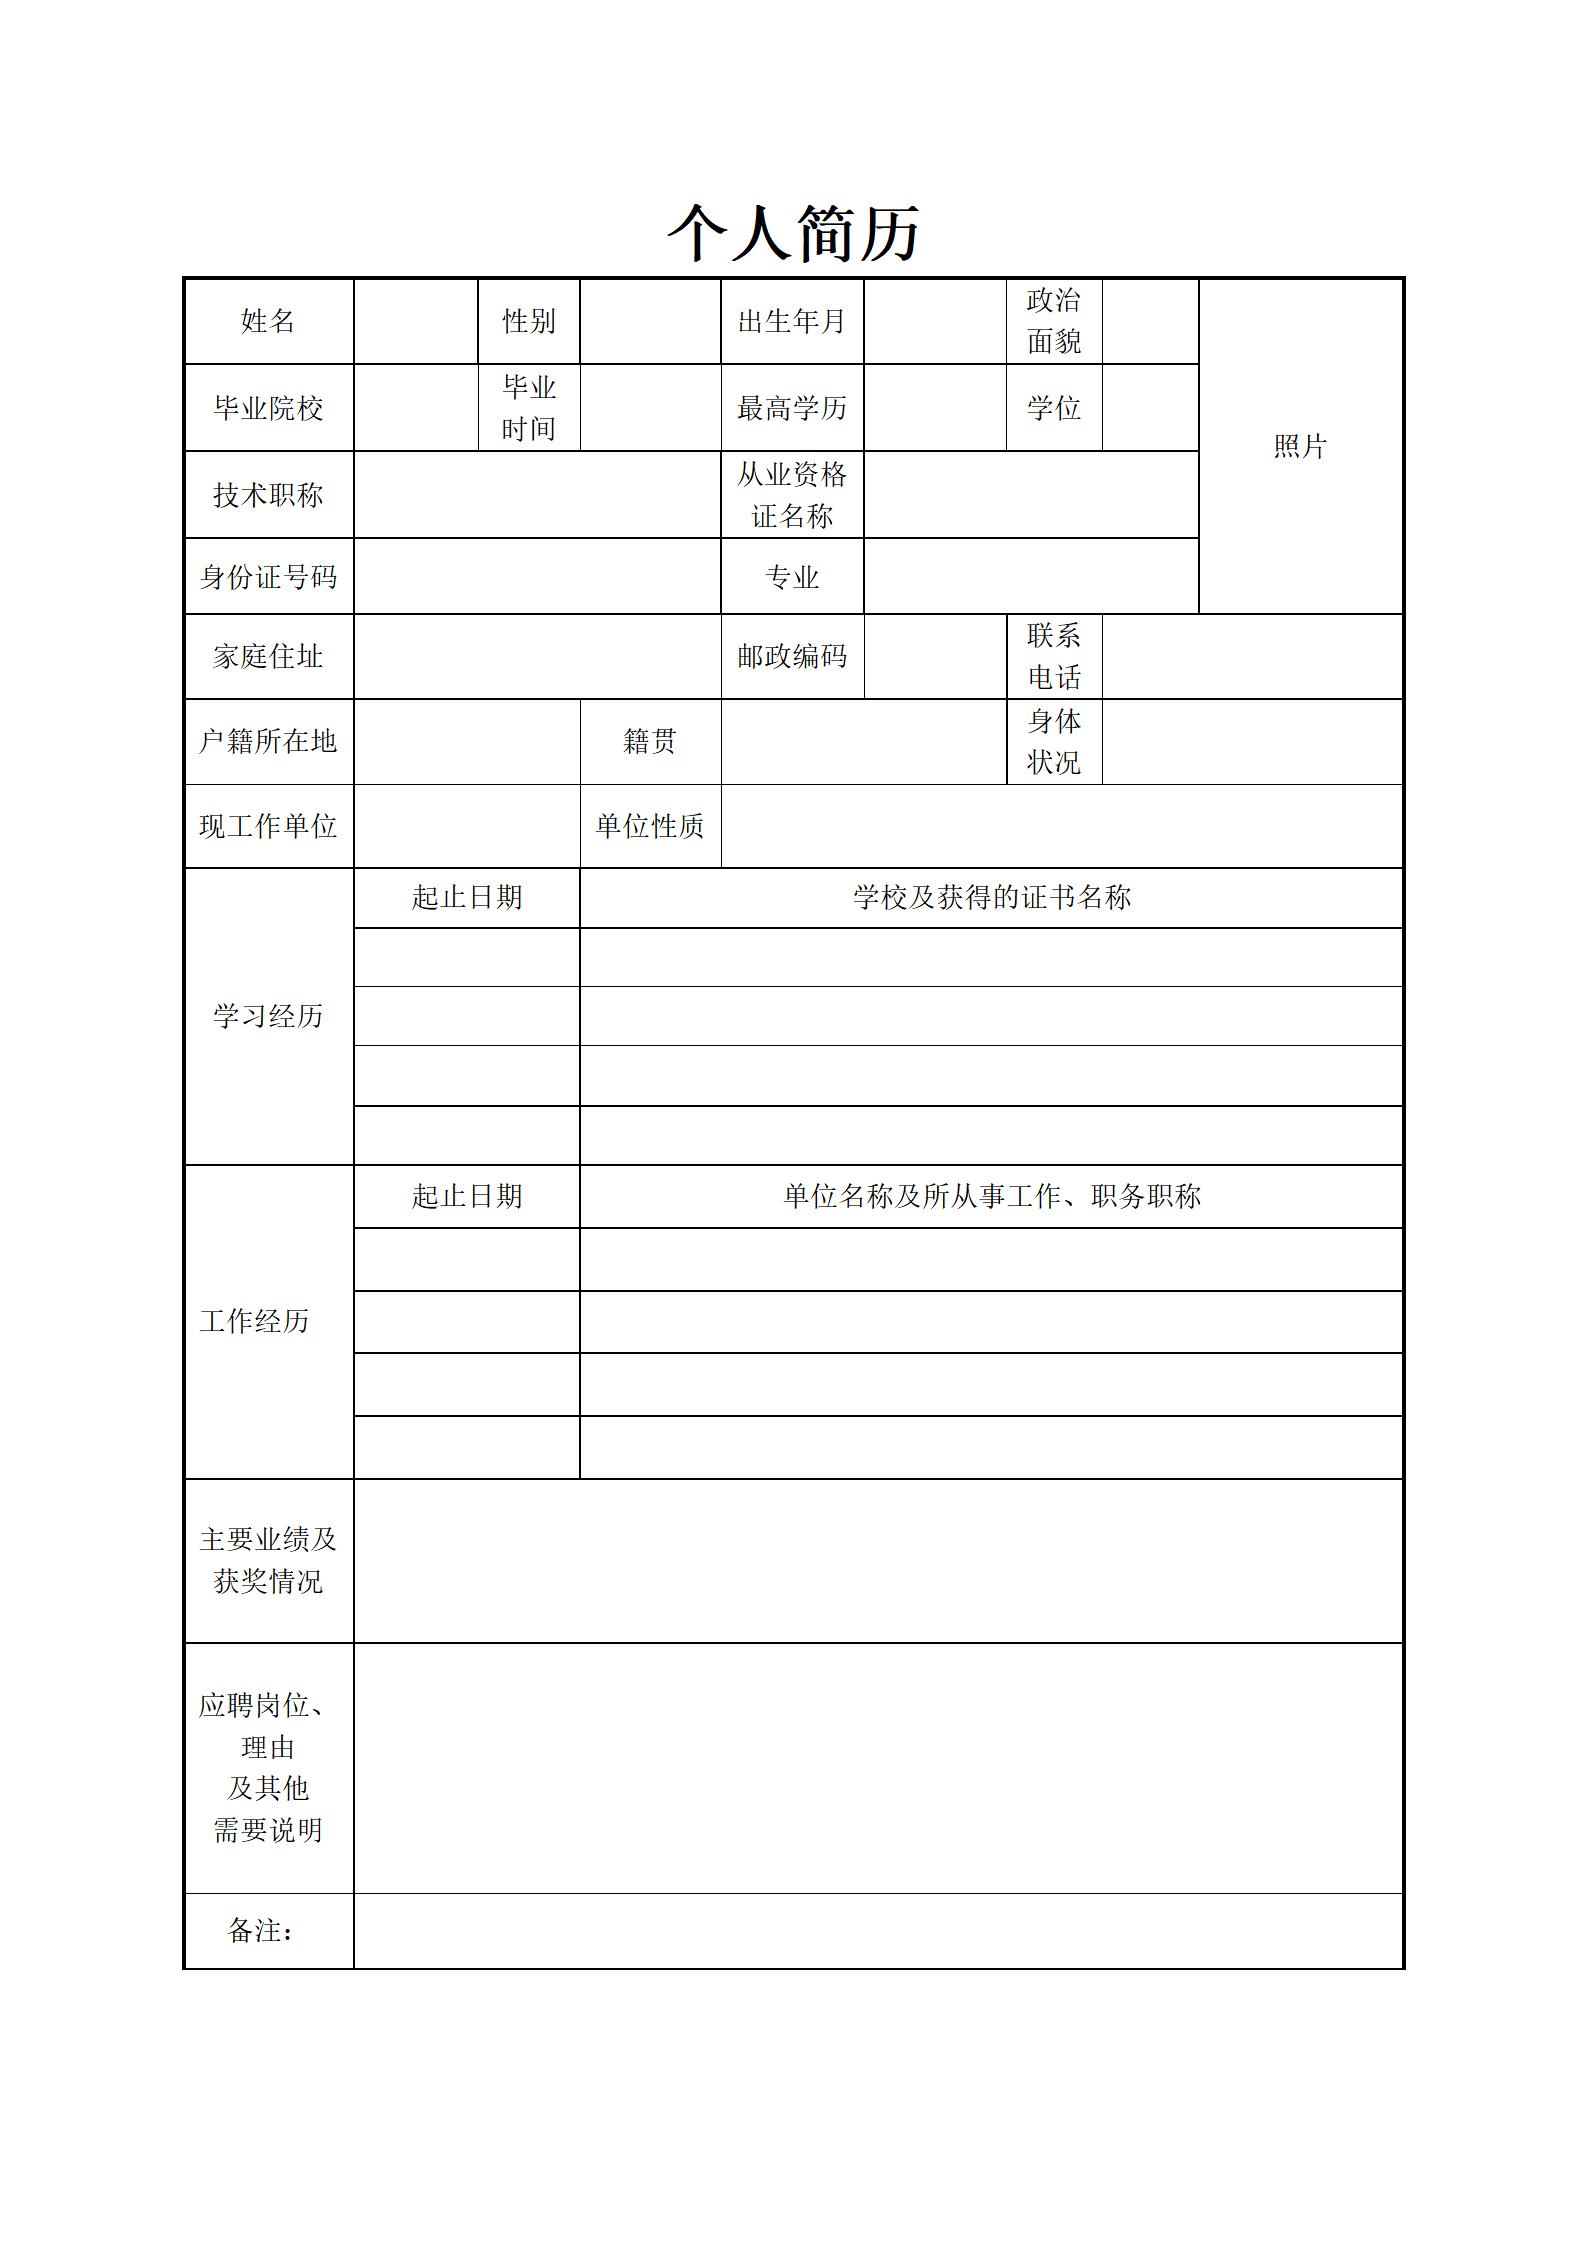 个人简历
姓名
性别
出生年月
政治
面貌
照片
毕业院校
毕业
时间
最高学历
学位
技术职称
从业资格
证名称
身份证号码
专业
家庭住址
邮政编码
联系
电话
户籍所在地
籍贯
身体
状况
现工作单位
单位性质
学习经历
起止日期
学校及获得的证书名称
工作经历
起止日期
单位名称及所从事工作、职务职称
主要业绩及
获奖情况
应聘岗位、
理由
及其他
需要说明
备注：